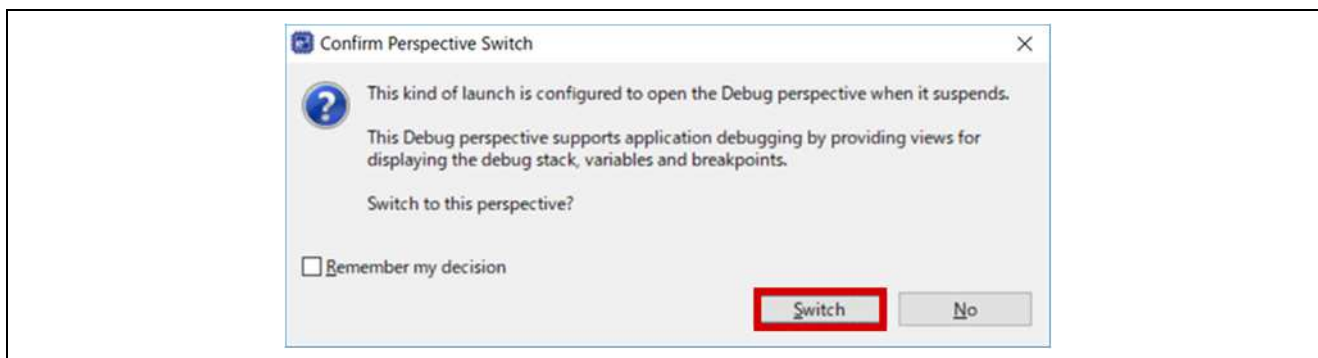 Confirm Perspective Switch
This kind of launch is configured to open the Debug perspective when it suspends.
This Debug perspective supports application debugging by providing views for
displaying the debug stack, variables and breakpoints.
Switch to this perspective?
Remember my decision
Switch
No